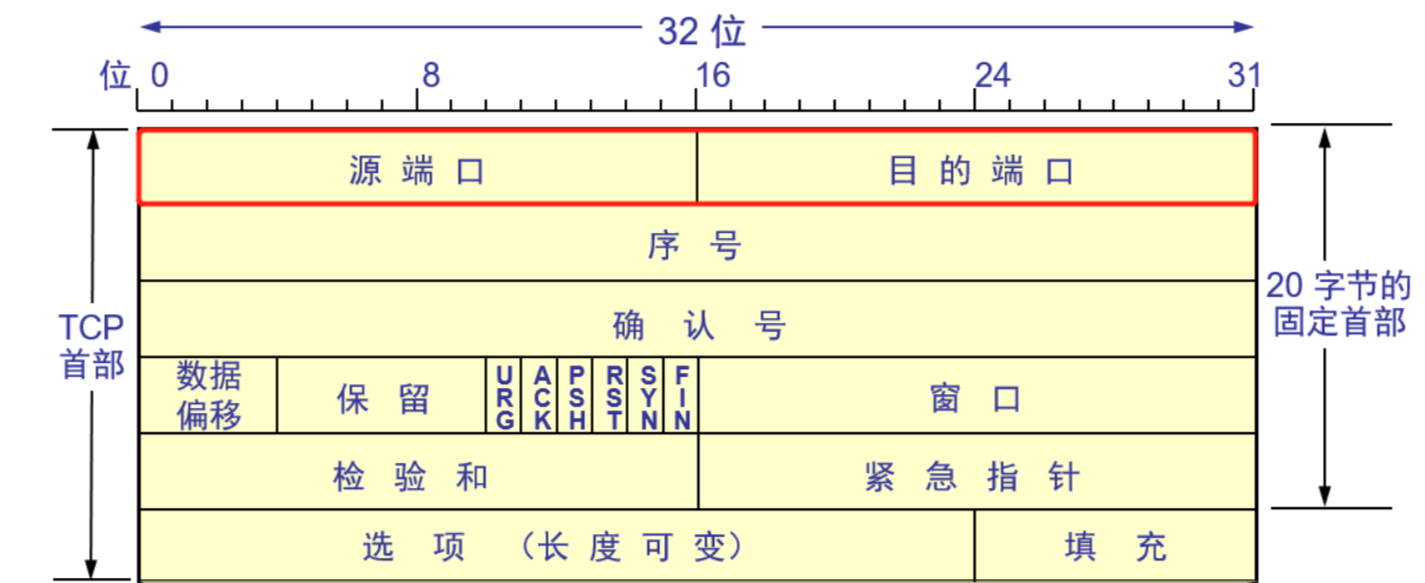 32 位
位 0 8 16 24 31
源 端 口 目 的 端 口
序 号
确 认 号
TCP
首部
20 字节的
固定首部
数据
偏移
保 留
URG ACK PSH RST SYN FIN
窗 口
检 验 和 紧 急 指 针
选 项 （长 度 可 变） 填 充